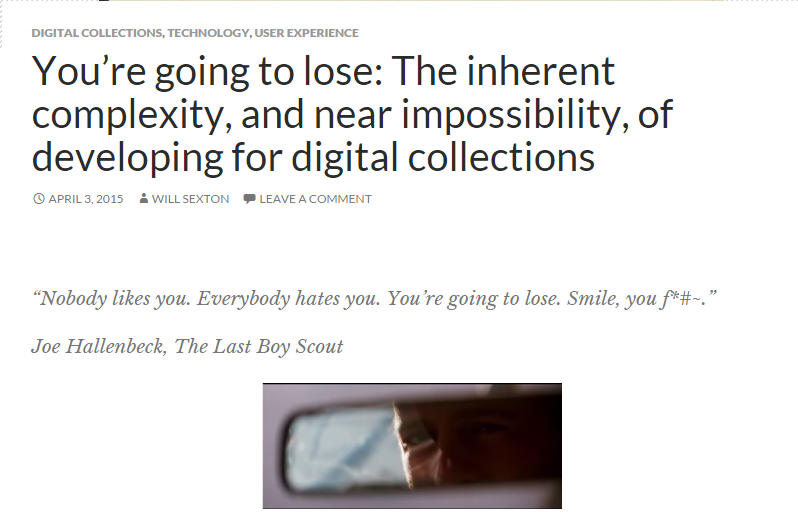 DIGITAL COLLECTIONS, TECHNOLOGY, USER EXPERIENCE
You’re going to lose: The inherent
complexity, and near impossibility, of
developing for digital collections
APRIL 3, 2015 WILL SEXTON LEAVE A COMMENT
“Nobody likes you. Everybody hates you. You’re going to lose. Smile, you f*#~.”
Joe Hallenbeck, The Last Boy Scout